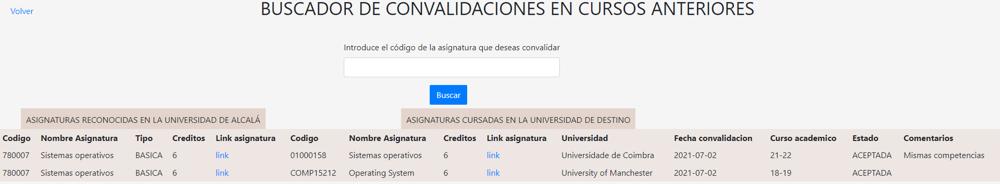 Volver
BUSCADOR DE CONVALIDACIONES EN CURSOS ANTERIORES
Introduce el código de la asignatura que deseas convalidar
Buscar
ASIGNATURAS RECONOCIDAS EN LA UNIVERSIDAD DE ALCALÁ ASIGNATURAS CURSADAS EN LA UNIVERSIDAD DE DESTINO
Codigo Nombre Asignatura Tipo Creditos Link asignatura Codigo Nombre Asignatura Creditos Link asignatura Universidad Fecha convalidacion Curso academico Estado Comentarios
780007 Sistemas operativos BASICA 6 link 01000158 Sistemas operativos 6 link Universidade de Coimbra 2021-07-02 21-22 ACEPTADA Mismas competencias
780007 Sistemas operativos BASICA 6 link COMP15212 Operating System 6 link University of Manchester 2021-07-02 18-19 ACEPTADA